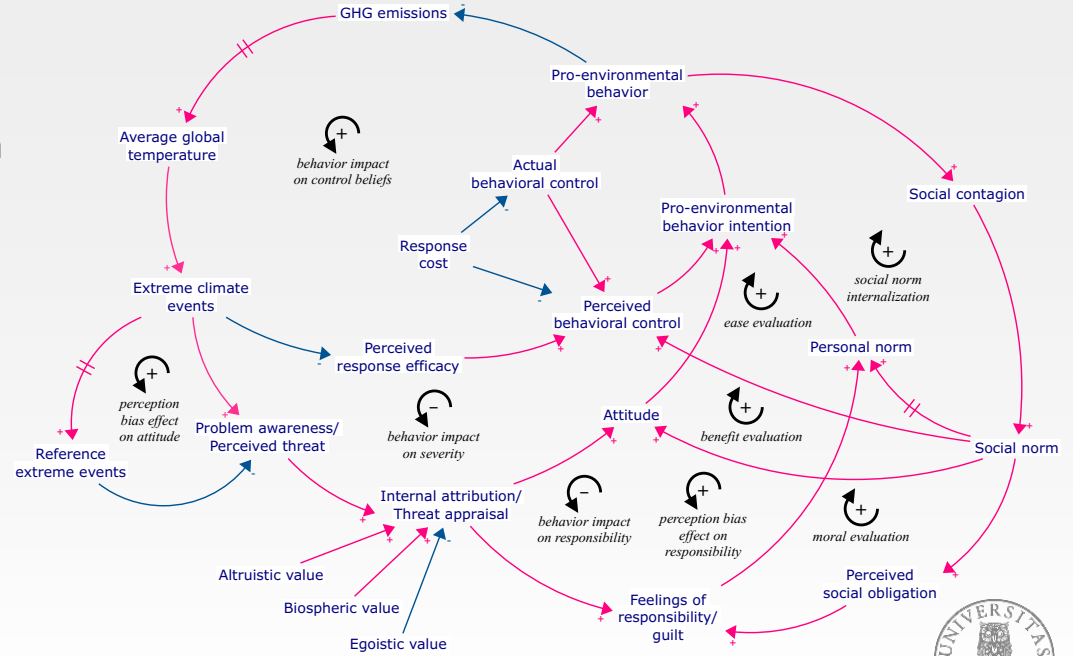 GHG emissions
Pro-environmental
behavior
Average global
temperature
+
behavior impact
on control beliefs
Actual
behavioral control
Social contagion
Pro-environmental
behavior intention
Response
cost
+
social norm
internalization
Extreme climate
events
+
ease evaluation
Perceived
behavioral control
Perceived
response efficacy
Personal norm
+
perception
bias effect
on attitude
−
behavior impact
on severity
Attitude
+
benefit evaluation
Problem awareness/
Perceived threat
Reference
extreme events
Social norm
Internal attribution/
Threat appraisal
−
behavior impact
on responsibility
+
perception bias
effect on
responsibility
+
moral evaluation
Altruistic value
Biospheric value
Egoistic value
Feelings of
responsibility/
guilt
Perceived
social obligation
UNIVERSITAS